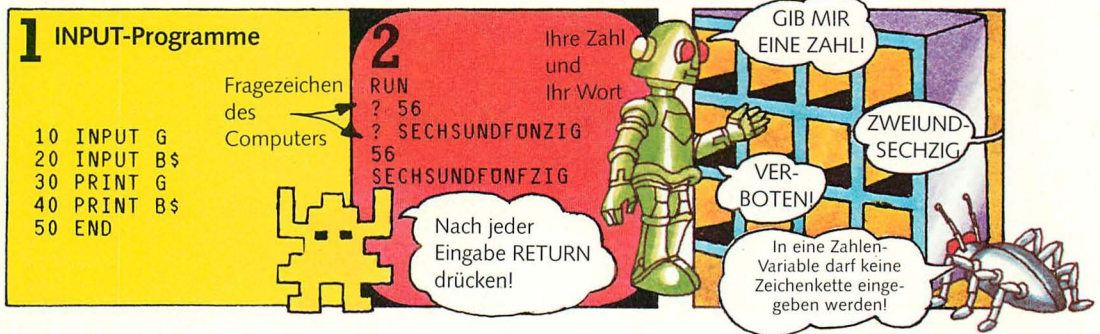 1 INPUT-Programme
10 INPUT G
20 INPUT B$
30 PRINT G
40 PRINT B$
50 END
Fragezeichen
des
Computers
2
RUN
? 56
? SECHSUNDFÜNZIG
56
SECHSUNDFÜNFZIG
Ihre Zahl
und
Ihr Wort
Nach jeder
Eingabe RETURN
drücken!
GIB MIR
EINE ZAHL!
ZWEIUND-
SECHZIG
VER-
BOTEN!
In eine Zahlen-
Variable darf keine
Zeichenkette einge-
geben werden!